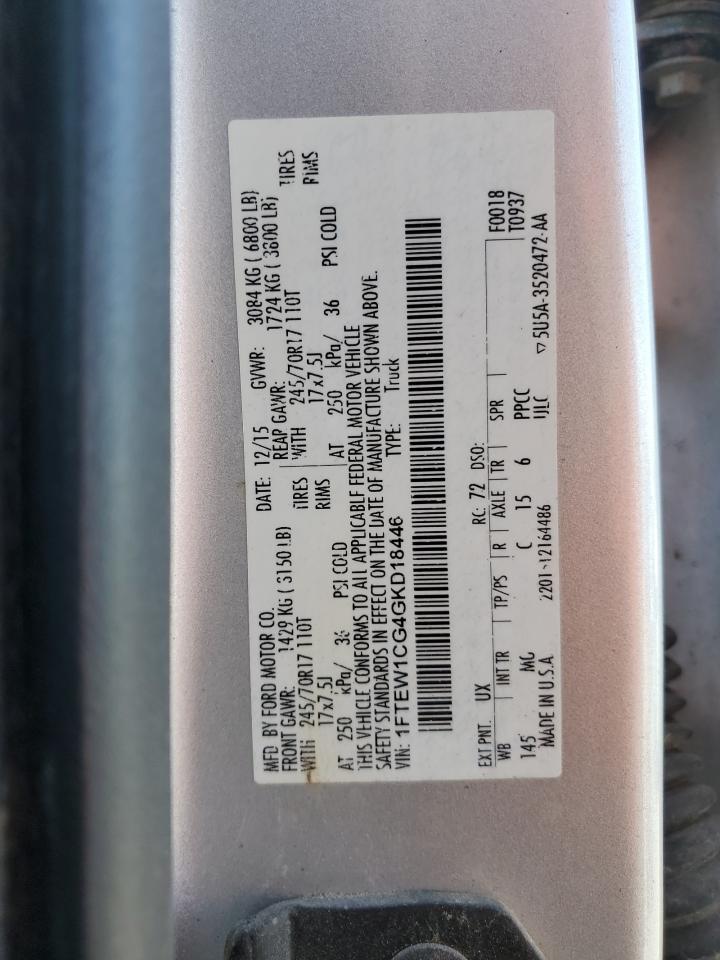 MFD BY FORD MOTOR CO. DATE: 12/15 GVWR: 3084 KG ( 6800 LB)
FRONT GAWR: 1429 KG ( 3150 LB) REAR GAWR: 1724 KG ( 3800 LB)
WITH 245/70R17 110T TIRES WITH 245/70R17 110T TIRES
17x7.5J RIMS 17x7.5J RIMS
AT 250 kPa/ 36 PSI COLD AT 250 kPa/ 36 PSI COLD
THIS VEHICLE CONFORMS TO ALL APPLICABLE FEDERAL MOTOR VEHICLE
SAFETY STANDARDS IN EFFECT ON THE DATE OF MANUFACTURE SHOWN ABOVE.
VIN: 1FTEW1CG4GKD18446 TYPE: Truck
EXT PNT: UX RC: 72 DSO: F0018
WB INT TR TP/PS R AXLE TR SPR T0937
145 MG C 15 6 PPCC
MADE IN U.S.A. 2201~12164486 ULC ▽5U5A-3520472-AA